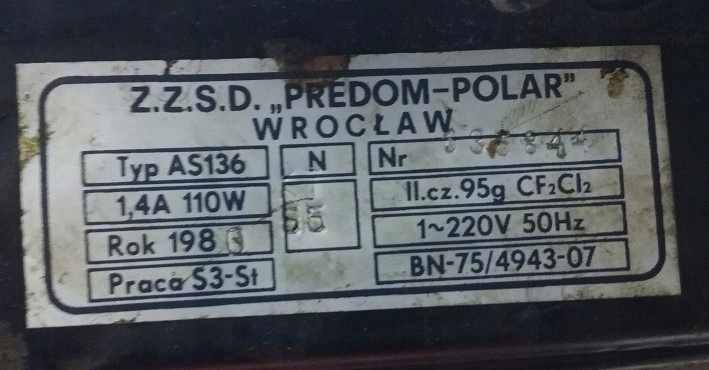 Z.Z.S.D. „PREDOM–POLAR”
WROCŁAW
Typ AS136
N
Nr
1,4A 110W
55
II.cz.95g CF₂Cl₂
Rok 198
1~220V 50Hz
Praca S3-St
BN-75/4943-07